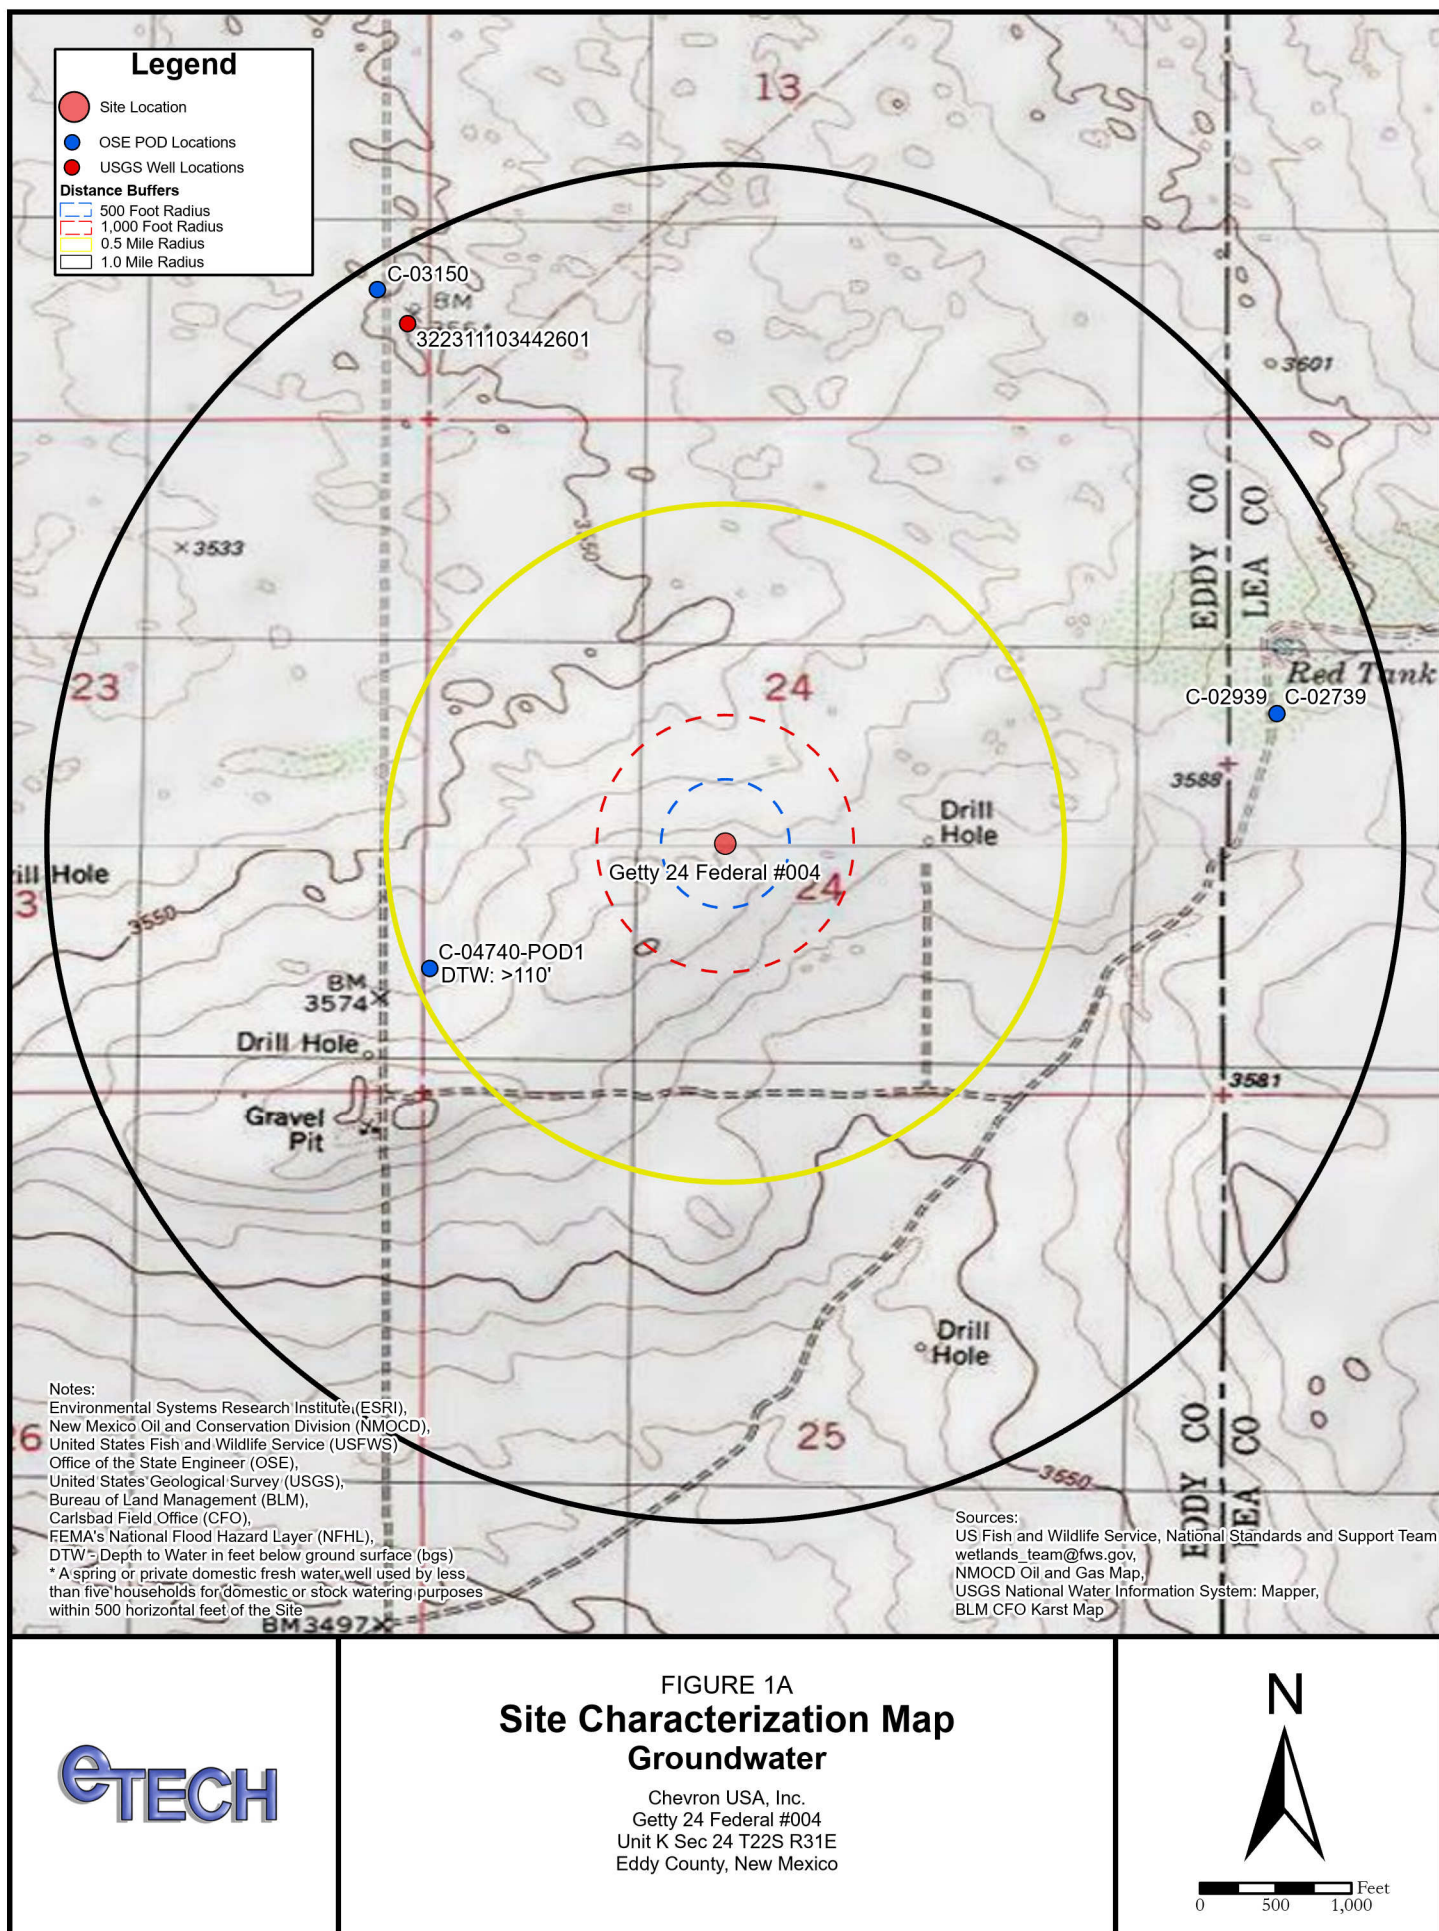 Legend
Site Location
OSE POD Locations
USGS Well Locations
Distance Buffers
500 Foot Radius
1,000 Foot Radius
0.5 Mile Radius
1.0 Mile Radius
13
C-03150
BM
322311103442601
3601
3550
3533
EDDY CO
LEA CO
23
24
Red Tank
C-02939
C-02739
3588
Drill
Hole
Getty 24 Federal #004
24
ill Hole
3
3550
C-04740-POD1
DTW: >110'
BM
3574
Drill Hole
3581
Gravel
Pit
Drill
Hole
25
26
3550
EDDY CO
LEA CO
Notes:
Environmental Systems Research Institute (ESRI),
New Mexico Oil and Conservation Division (NMOCD),
United States Fish and Wildlife Service (USFWS)
Office of the State Engineer (OSE),
United States Geological Survey (USGS),
Bureau of Land Management (BLM),
Carlsbad Field Office (CFO),
FEMA's National Flood Hazard Layer (NFHL),
DTW - Depth to Water in feet below ground surface (bgs)
* A spring or private domestic fresh water well used by less
than five households for domestic or stock watering purposes
within 500 horizontal feet of the Site
BM 3497
Sources:
US Fish and Wildlife Service, National Standards and Support Team
wetlands_team@fws.gov,
NMOCD Oil and Gas Map,
USGS National Water Information System: Mapper,
BLM CFO Karst Map
eTECH
FIGURE 1A
Site Characterization Map
Groundwater
Chevron USA, Inc.
Getty 24 Federal #004
Unit K Sec 24 T22S R31E
Eddy County, New Mexico
N
Feet
0 500 1,000